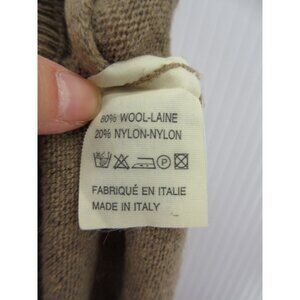 80% WOOL-LAINE
20% NYLON-NYLON
FABRIQUÉ EN ITALIE
MADE IN ITALY